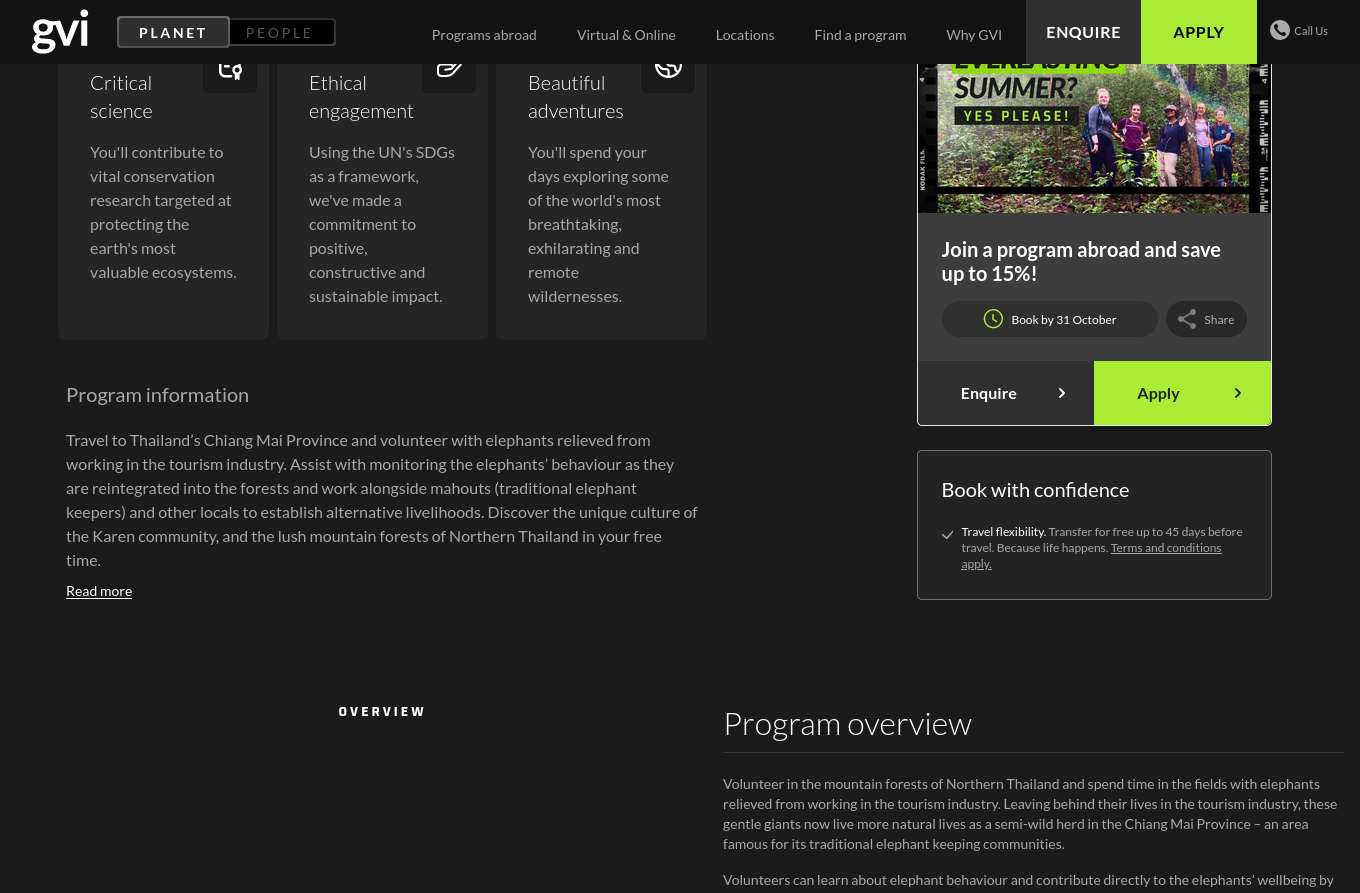 gvi
PLANET
PEOPLE
Programs abroad
Virtual & Online
Locations
Find a program
Why GVI
ENQUIRE
APPLY
Call Us
Critical
science
You'll contribute to
vital conservation
research targeted at
protecting the
earth's most
valuable ecosystems.
Ethical
engagement
Using the UN's SDGs
as a framework,
we've made a
commitment to
positive,
constructive and
sustainable impact.
Beautiful
adventures
You'll spend your
days exploring some
of the world's most
breathtaking,
exhilarating and
remote
wildernesses.
Program information
Travel to Thailand’s Chiang Mai Province and volunteer with elephants relieved from
working in the tourism industry. Assist with monitoring the elephants’ behaviour as they
are reintegrated into the forests and work alongside mahouts (traditional elephant
keepers) and other locals to establish alternative livelihoods. Discover the unique culture of
the Karen community, and the lush mountain forests of Northern Thailand in your free
time.
Read more
EVERLASTING
SUMMER?
YES PLEASE!
KODAK FILM
Join a program abroad and save
up to 15%!
Book by 31 October
Share
Enquire
Apply
Book with confidence
Travel flexibility. Transfer for free up to 45 days before
travel. Because life happens. Terms and conditions
apply.
OVERVIEW
Program overview
Volunteer in the mountain forests of Northern Thailand and spend time in the fields with elephants
relieved from working in the tourism industry. Leaving behind their lives in the tourism industry, these
gentle giants now live more natural lives as a semi-wild herd in the Chiang Mai Province – an area
famous for its traditional elephant keeping communities.
Volunteers can learn about elephant behaviour and contribute directly to the elephants’ wellbeing by